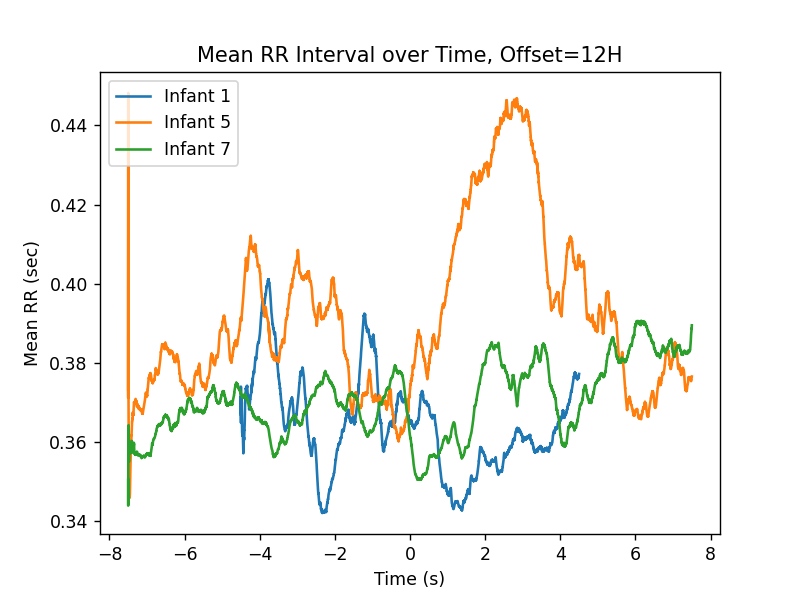 Mean RR Interval over Time, Offset=12H
Infant 1
Infant 5
Infant 7
Mean RR (sec)
0.44
0.42
0.40
0.38
0.36
0.34
−8 −6 −4 −2 0 2 4 6 8
Time (s)